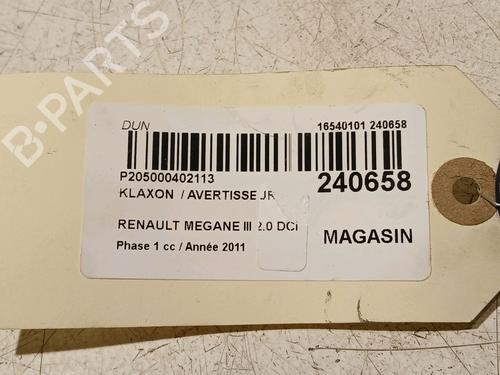 B-PARTS
DUN
16540101 240658
P205000402113
KLAXON / AVERTISSE JR
240658
RENAULT MEGANE III 2.0 DCi
MAGASIN
Phase 1 cc / Année 2011